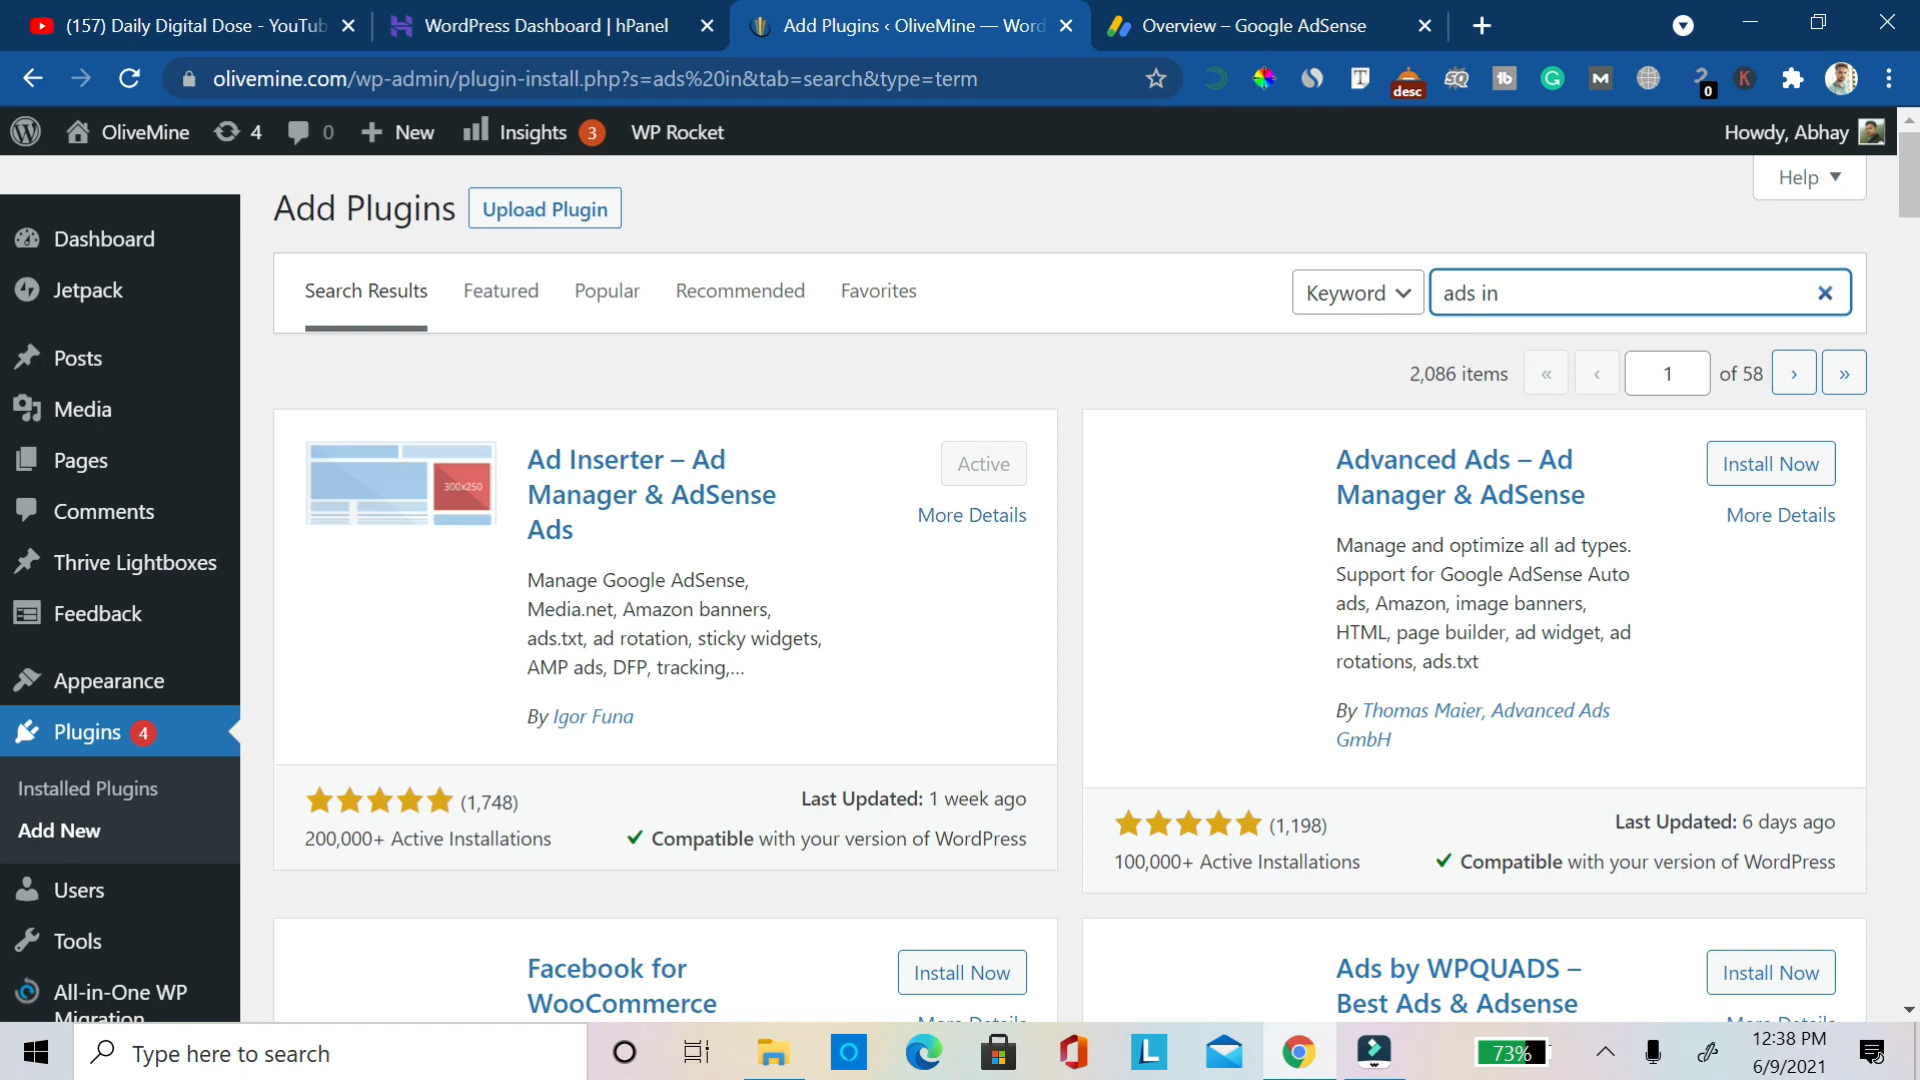 (157) Daily Digital Dose - YouTub
WordPress Dashboard | hPanel
Add Plugins ‹ OliveMine — Word
Overview – Google AdSense
olivemine.com/wp-admin/plugin-install.php?s=ads%20in&tab=search&type=term
desc
0
OliveMine
4
0
New
Insights 3
WP Rocket
Howdy, Abhay
Help
Add Plugins
Upload Plugin
Dashboard
Jetpack
Posts
Media
Pages
Comments
Thrive Lightboxes
Feedback
Appearance
Plugins 4
Installed Plugins
Add New
Users
Tools
All-in-One WP
Migration
Search Results
Featured
Popular
Recommended
Favorites
Keyword
ads in
2,086 items « ‹ 1 of 58 › »
300x250
Ad Inserter – Ad
Manager & AdSense
Ads
Active
More Details
Manage Google AdSense,
Media.net, Amazon banners,
ads.txt, ad rotation, sticky widgets,
AMP ads, DFP, tracking,...
By Igor Funa
(1,748)
200,000+ Active Installations
Last Updated: 1 week ago
Compatible with your version of WordPress
Advanced Ads – Ad
Manager & AdSense
Install Now
More Details
Manage and optimize all ad types.
Support for Google AdSense Auto
ads, Amazon, image banners,
HTML, page builder, ad widget, ad
rotations, ads.txt
By Thomas Maier, Advanced Ads
GmbH
(1,198)
100,000+ Active Installations
Last Updated: 6 days ago
Compatible with your version of WordPress
Facebook for
WooCommerce
Install Now
More Details
Ads by WPQUADS –
Best Ads & Adsense
Install Now
More Details
Type here to search
73%
12:38 PM
6/9/2021